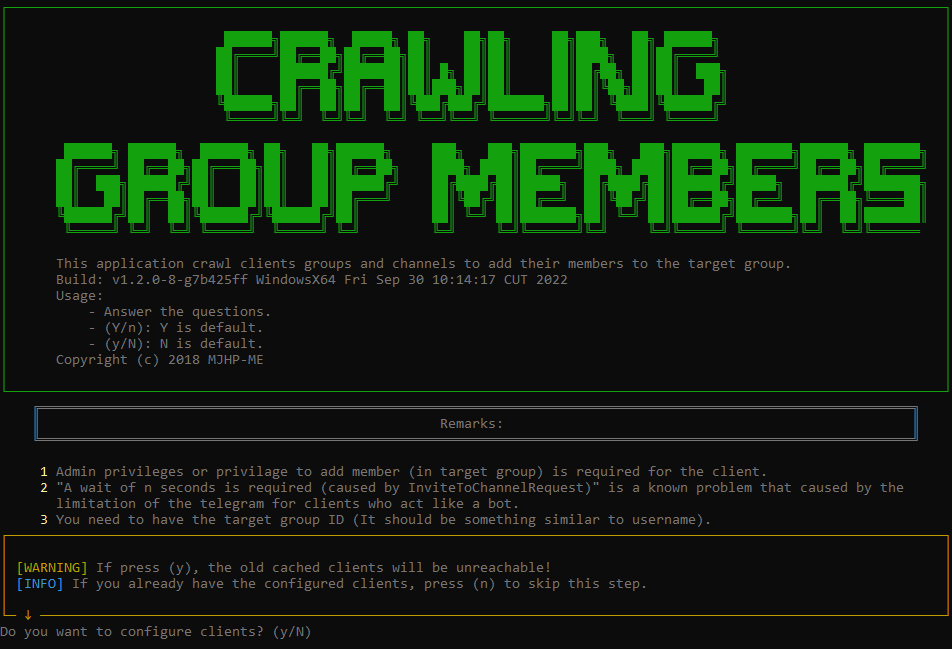 CRAWLING
GROUP MEMBERS
This application crawl clients groups and channels to add their members to the target group.
Build: v1.2.0-8-g7b425ff WindowsX64 Fri Sep 30 10:14:17 CUT 2022
Usage:
- Answer the questions.
- (Y/n): Y is default.
- (y/N): N is default.
Copyright (c) 2018 MJHP-ME
Remarks:
1 Admin privileges or privilage to add member (in target group) is required for the client.
2 "A wait of n seconds is required (caused by InviteToChannelRequest)" is a known problem that caused by the
limitation of the telegram for clients who act like a bot.
3 You need to have the target group ID (It should be something similar to username).
[WARNING] If press (y), the old cached clients will be unreachable!
[INFO] If you already have the configured clients, press (n) to skip this step.
↓
Do you want to configure clients? (y/N)